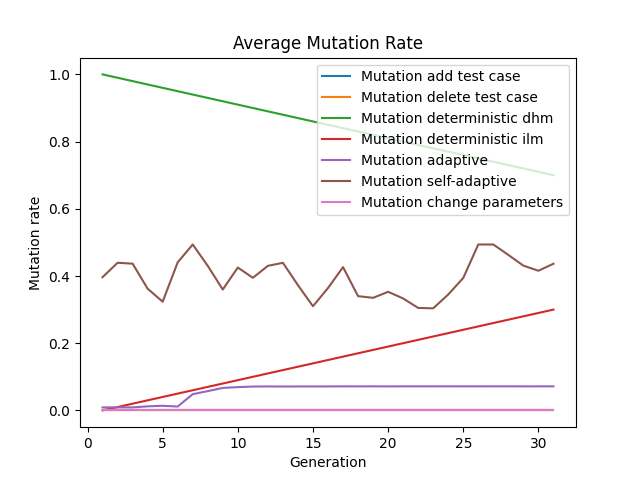 Average Mutation Rate
Mutation add test case
Mutation delete test case
Mutation deterministic dhm
Mutation deterministic ilm
Mutation adaptive
Mutation self-adaptive
Mutation change parameters
Mutation rate
1.0
0.8
0.6
0.4
0.2
0.0
0 5 10 15 20 25 30
Generation